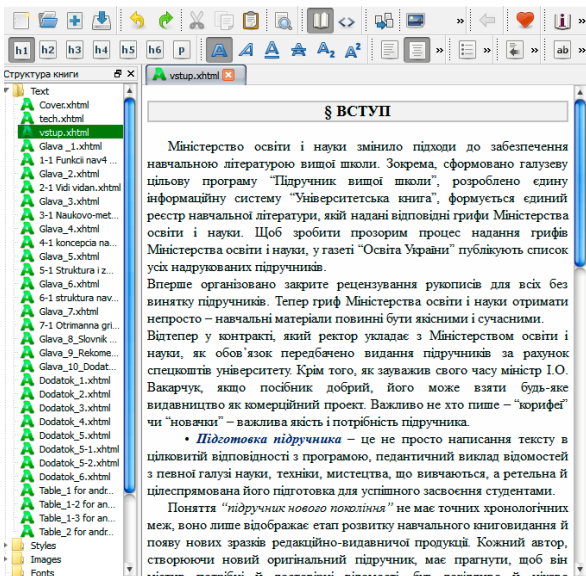 h1 h2 h3 h4 h5 h6 p A A A A A₂ A² ab
Структура книги
vstup.xhtml
Text
Cover.xhtml
tech.xhtml
vstup.xhtml
Glava _1.xhtml
1-1 Funkcii nav4 ...
Glava_2.xhtml
2-1 Vidi vidan.xhtml
Glava_3.xhtml
3-1 Naukovo-met...
Glava_4.xhtml
4-1 koncepcia na...
Glava_5.xhtml
5-1 Struktura i z...
Glava_6.xhtml
6-1 struktura nav...
Glava_7.xhtml
7-1 Otrimanna gri...
Glava_8_Slovnik ...
Glava_9_Rekome...
Glava_10_Dodat...
Dodatok_1.xhtml
Dodatok_2.xhtml
Dodatok_3.xhtml
Dodatok_4.xhtml
Dodatok_5.xhtml
Dodatok_5-1.xhtml
Dodatok_5-2.xhtml
Dodatok_6.xhtml
Table_1 for andr...
Table_1-2 for an...
Table_1-3 for an...
Table_2 for andr...
Styles
Images
Fonts
§ ВСТУП
Міністерство освіти і науки змінило підходи до забезпечення
навчальною літературою вищої школи. Зокрема, сформовано галузеву
цільову програму “Підручник вищої школи”, розроблено єдину
інформаційну систему “Університетська книга”, формується єдиний
реєстр навчальної літератури, якій надані відповідні грифи Міністерства
освіти і науки. Щоб зробити прозорим процес надання грифів
Міністерства освіти і науки, у газеті “Освіта України” публікують список
усіх надрукованих підручників.
Вперше організовано закрите рецензування рукописів для всіх без
винятку підручників. Тепер гриф Міністерства освіти і науки отримати
непросто – навчальні матеріали повинні бути якісними і сучасними.
Відтепер у контракті, який ректор укладає з Міністерством освіти і
науки, як обов’язок передбачено видання підручників за рахунок
спецкоштів університету. Крім того, як зауважив свого часу міністр І.О.
Вакарчук, якщо посібник добрий, його може взяти будь-яке
видавництво як комерційний проект. Важливо не хто пише – “корифеї”
чи “новачки” – важлива якість і потрібність підручника.
• Підготовка підручника – це не просто написання тексту в
цілковитій відповідності з програмою, педантичний виклад відомостей
з певної галузі науки, техніки, мистецтва, що вивчаються, а ретельна й
цілеспрямована його підготовка для успішного засвоєння студентами.
Поняття “підручник нового покоління” не має точних хронологічних
меж, воно лише відображає етап розвитку навчального книговидання й
появу нових зразків редакційно-видавничої продукції. Кожний автор,
створюючи новий оригінальний підручник, має прагнути, щоб він